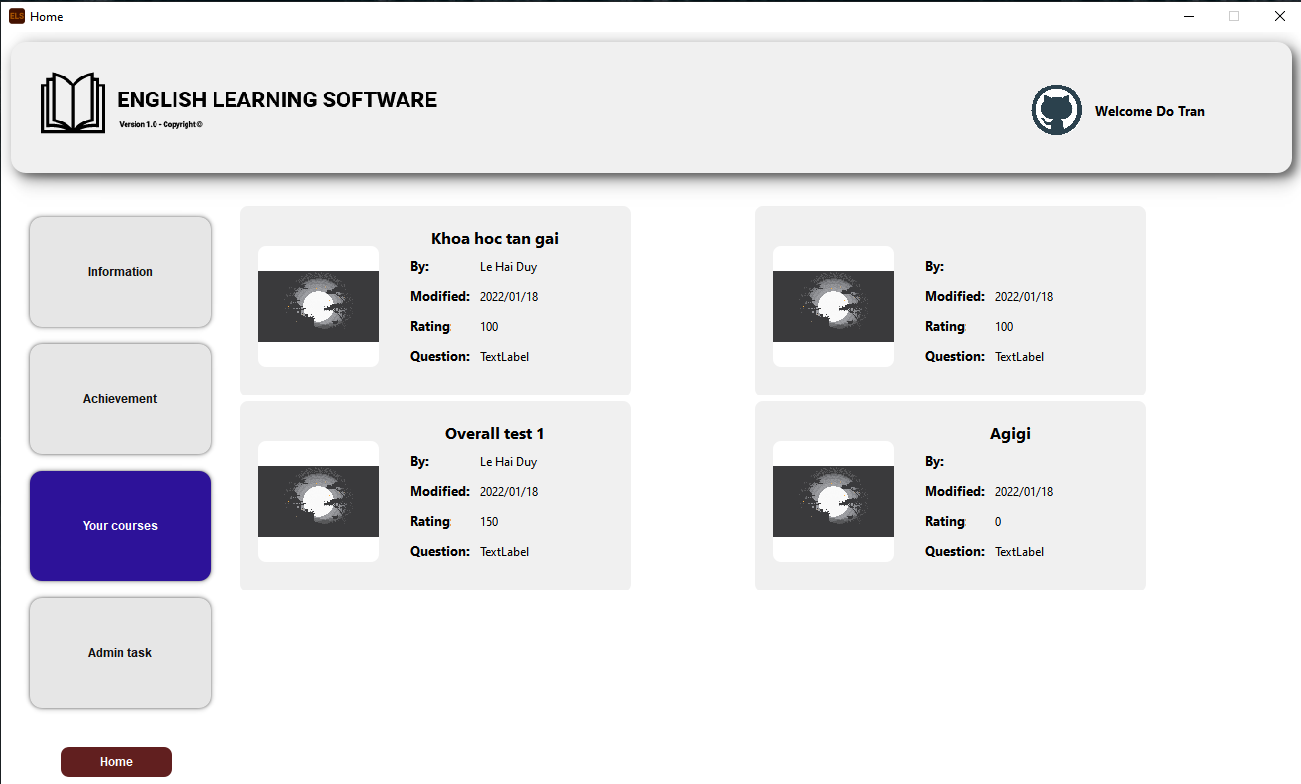 ELS Home
ENGLISH LEARNING SOFTWARE
Version 1.0 - Copyright ©
Welcome Do Tran
Information
Achievement
Your courses
Admin task
Home
Khoa hoc tan gai
By: Le Hai Duy
Modified: 2022/01/18
Rating: 100
Question: TextLabel
By:
Modified: 2022/01/18
Rating: 100
Question: TextLabel
Overall test 1
By: Le Hai Duy
Modified: 2022/01/18
Rating: 150
Question: TextLabel
Agigi
By:
Modified: 2022/01/18
Rating: 0
Question: TextLabel